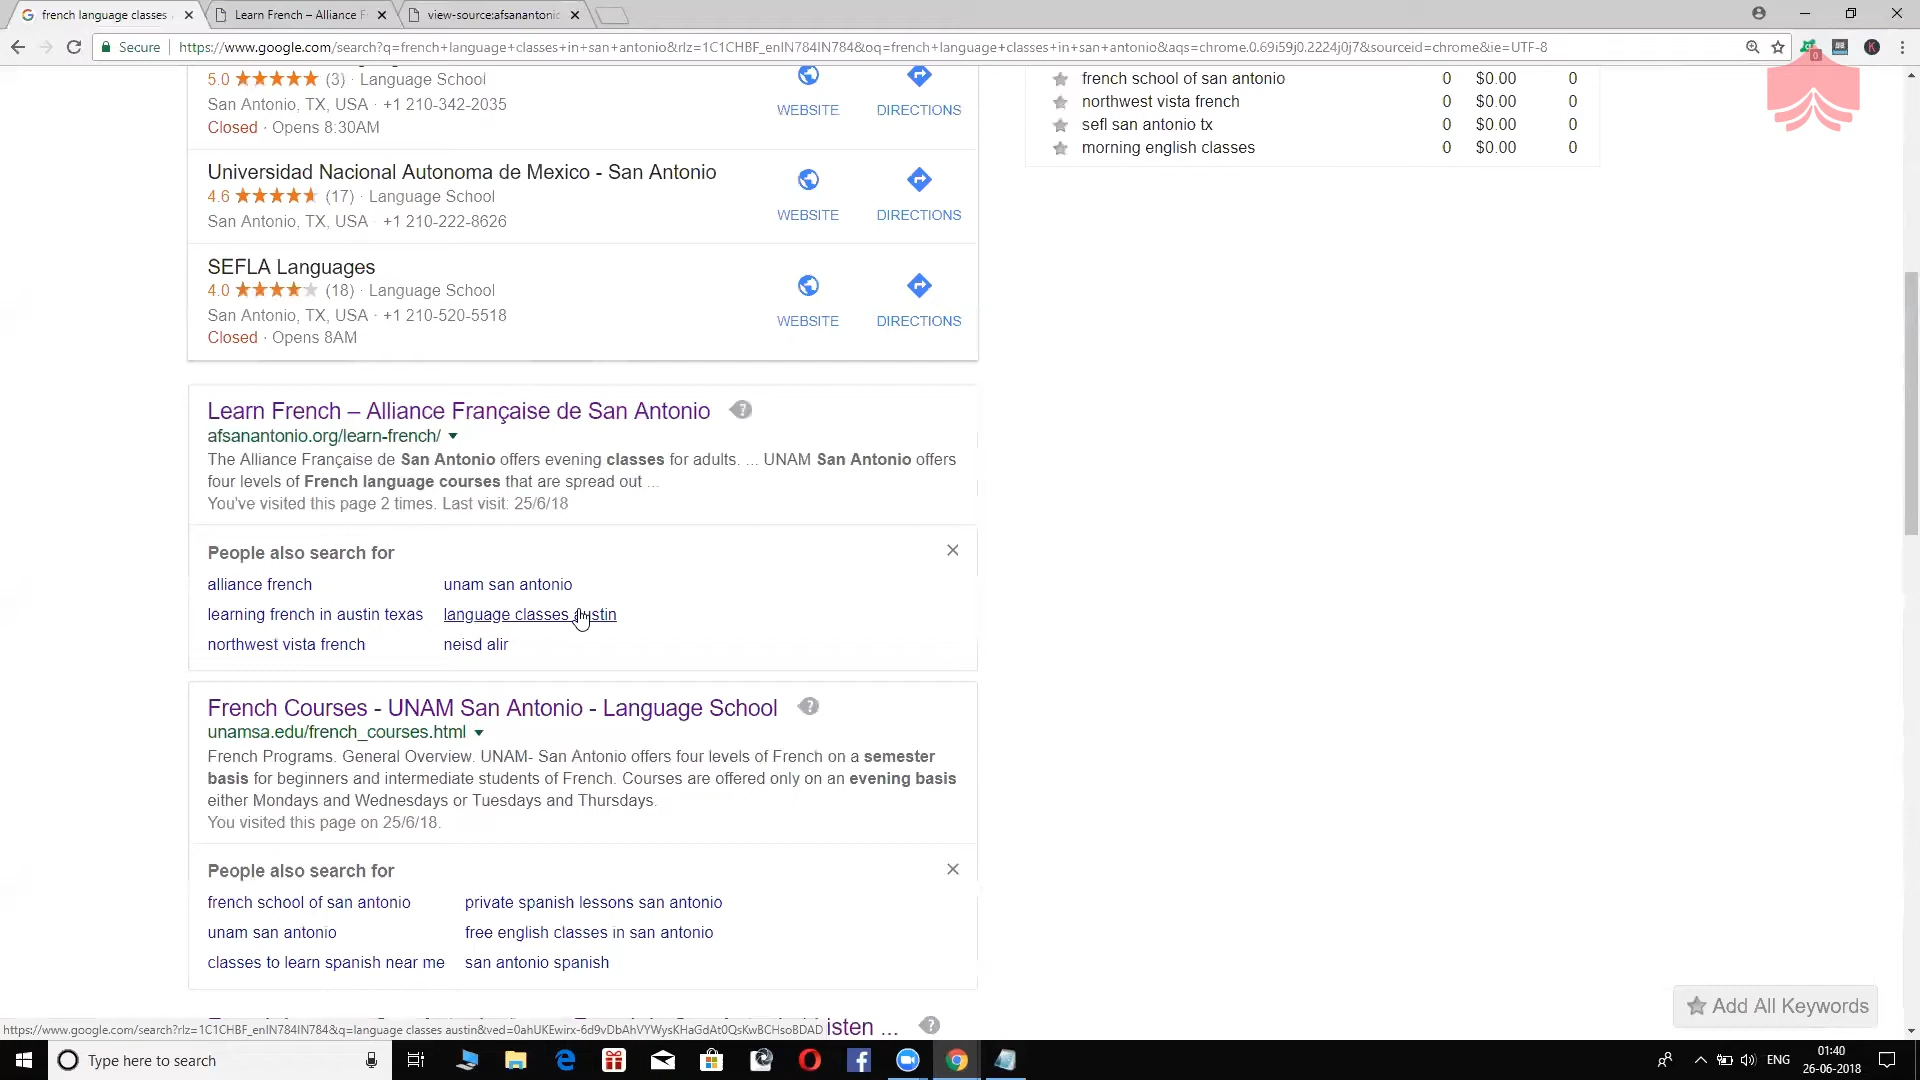 french language classes
Learn French – Alliance F
view-source:afsanantonio
Secure
https://www.google.com/search?q=french+language+classes+in+san+antonio&rlz=1C1CHBF_enIN784IN784&oq=french+language+classes+in+san+antonio&aqs=chrome.0.69i59j0.2224j0j7&sourceid=chrome&ie=UTF-8
5.0 (3) · Language School
San Antonio, TX, USA · +1 210-342-2035
Closed · Opens 8:30AM
WEBSITE
DIRECTIONS
french school of san antonio 0 $0.00 0
northwest vista french 0 $0.00 0
sefl san antonio tx 0 $0.00 0
morning english classes 0 $0.00 0
Universidad Nacional Autonoma de Mexico - San Antonio
4.6 (17) · Language School
San Antonio, TX, USA · +1 210-222-8626
WEBSITE
DIRECTIONS
SEFLA Languages
4.0 (18) · Language School
San Antonio, TX, USA · +1 210-520-5518
Closed · Opens 8AM
WEBSITE
DIRECTIONS
Learn French – Alliance Française de San Antonio
afsanantonio.org/learn-french/
The Alliance Française de San Antonio offers evening classes for adults. ... UNAM San Antonio offers
four levels of French language courses that are spread out ...
You've visited this page 2 times. Last visit: 25/6/18
People also search for
alliance french
unam san antonio
learning french in austin texas
language classes austin
northwest vista french
neisd alir
French Courses - UNAM San Antonio - Language School
unamsa.edu/french_courses.html
French Programs. General Overview. UNAM- San Antonio offers four levels of French on a semester
basis for beginners and intermediate students of French. Courses are offered only on an evening basis
either Mondays and Wednesdays or Tuesdays and Thursdays.
You visited this page on 25/6/18.
People also search for
french school of san antonio
private spanish lessons san antonio
unam san antonio
free english classes in san antonio
classes to learn spanish near me
san antonio spanish
Add All Keywords
https://www.google.com/search?rlz=1C1CHBF_enIN784IN784&q=language classes austin&ved=0ahUKEwirx-6d9vDbAhVYWysKHaGdAt0QsKwBCHsoBDAD
isten ...
Type here to search
ENG
01:40
26-06-2018